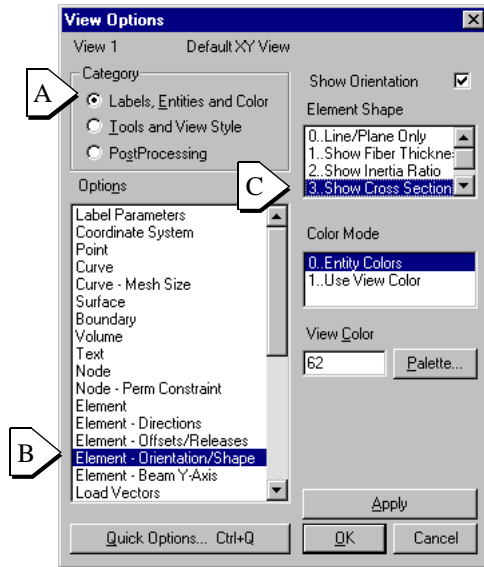 View Options
View 1 Default XY View
Category
A
Labels, Entities and Color
Tools and View Style
PostProcessing
Options
Label Parameters
Coordinate System
Point
Curve
Curve - Mesh Size
Surface
Boundary
Volume
Text
Node
Node - Perm Constraint
Element
Element - Directions
Element - Offsets/Releases
B
Element - Orientation/Shape
Element - Beam Y-Axis
Load Vectors
Quick Options... Ctrl+Q
Show Orientation
Element Shape
0..Line/Plane Only
1..Show Fiber Thickne
2..Show Inertia Ratio
C
3..Show Cross Section
Color Mode
0..Entity Colors
1..Use View Color
View Color
62
Palette...
Apply
OK
Cancel